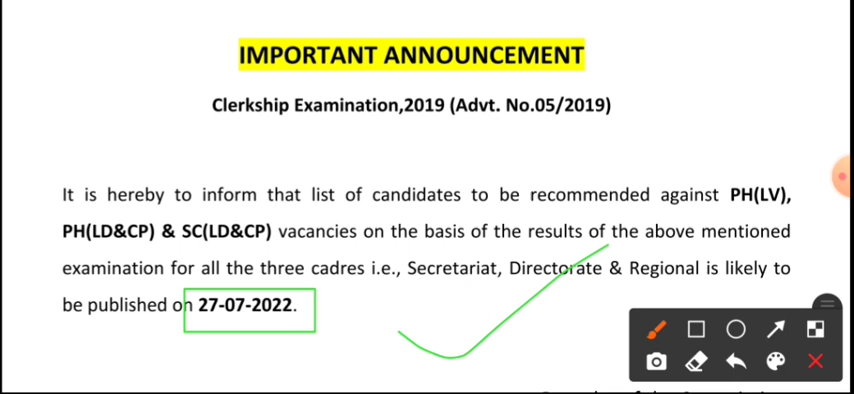 IMPORTANT ANNOUNCEMENT
Clerkship Examination,2019 (Advt. No.05/2019)
It is hereby to inform that list of candidates to be recommended against PH(LV),
PH(LD&CP) & SC(LD&CP) vacancies on the basis of the results of the above mentioned
examination for all the three cadres i.e., Secretariat, Directorate & Regional is likely to
be published on 27-07-2022.